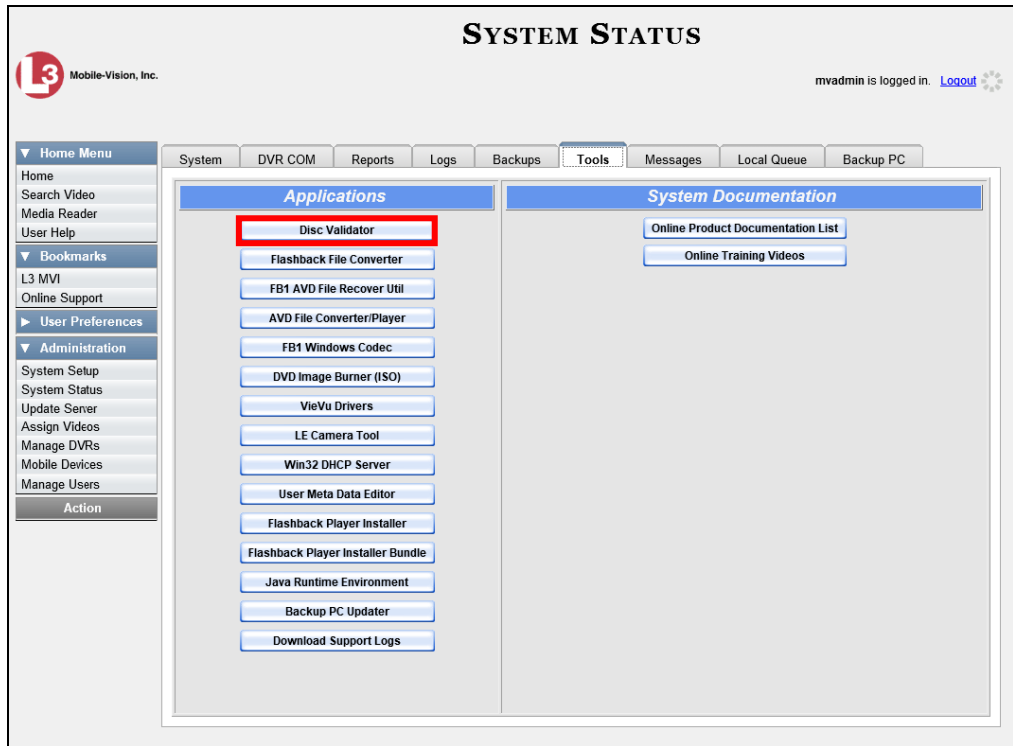 SYSTEM STATUS
L3 Mobile-Vision, Inc.
mvadmin is logged in. Logout
Home Menu
Home
Search Video
Media Reader
User Help
Bookmarks
L3 MVI
Online Support
User Preferences
Administration
System Setup
System Status
Update Server
Assign Videos
Manage DVRs
Mobile Devices
Manage Users
Action
System DVR COM Reports Logs Backups Tools Messages Local Queue Backup PC
Applications
Disc Validator
Flashback File Converter
FB1 AVD File Recover Util
AVD File Converter/Player
FB1 Windows Codec
DVD Image Burner (ISO)
VieVu Drivers
LE Camera Tool
Win32 DHCP Server
User Meta Data Editor
Flashback Player Installer
Flashback Player Installer Bundle
Java Runtime Environment
Backup PC Updater
Download Support Logs
System Documentation
Online Product Documentation List
Online Training Videos